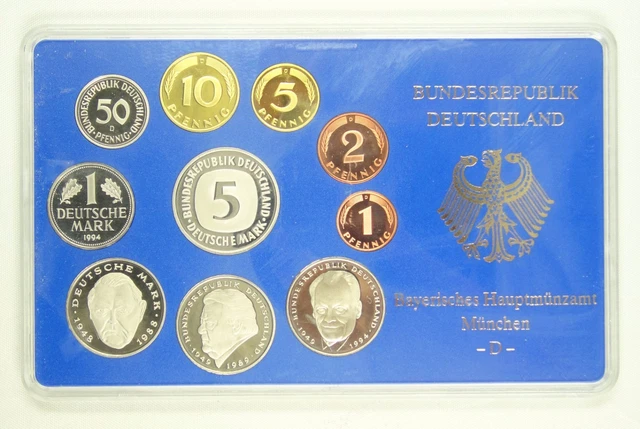 BUNDESREPUBLIK DEUTSCHLAND
50
·PFENNIG·
D
10
PFENNIG
5
PFENNIG
D
2
PFENNIG
1
PFENNIG
1
DEUTSCHE
MARK
1994
BUNDESREPUBLIK DEUTSCHLAND
5
DEUTSCHE MARK
·DEUTSCHE MARK·
1948 1988
BUNDESREPUBLIK DEUTSCHLAND
1949 1989
BUNDESREPUBLIK DEUTSCHLAND
1949 1994
BUNDESREPUBLIK
DEUTSCHLAND
Bayerisches Hauptmünzamt
München
- D -